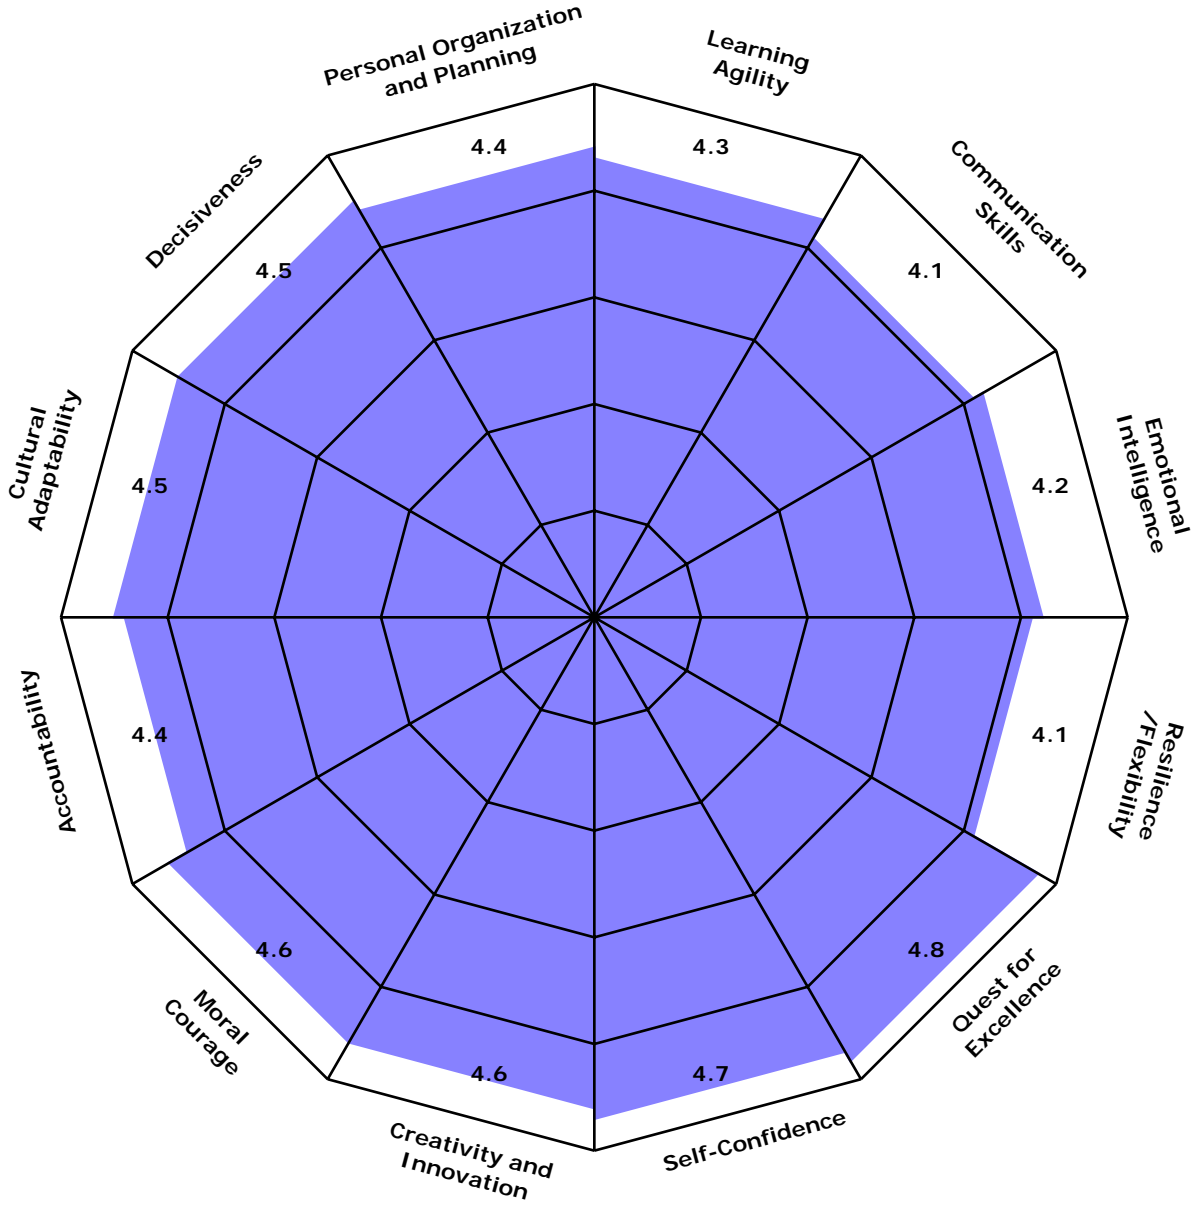 Personal Organization
and Planning
Learning
Agility
Communication
Skills
Emotional
Intelligence
Resilience
/Flexibility
Quest for
Excellence
Self-Confidence
Creativity and
Innovation
Moral
Courage
Accountability
Cultural
Adaptability
Decisiveness
4.4
4.3
4.1
4.2
4.1
4.8
4.7
4.6
4.6
4.4
4.5
4.5